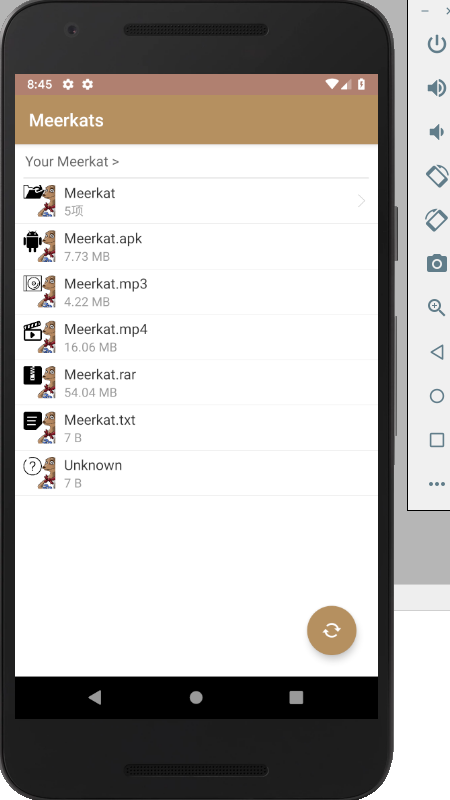 8:45
Meerkats
Your Meerkat >
Meerkat
5项
Meerkat.apk
7.73 MB
Meerkat.mp3
4.22 MB
Meerkat.mp4
16.06 MB
Meerkat.rar
54.04 MB
Meerkat.txt
7 B
Unknown
7 B